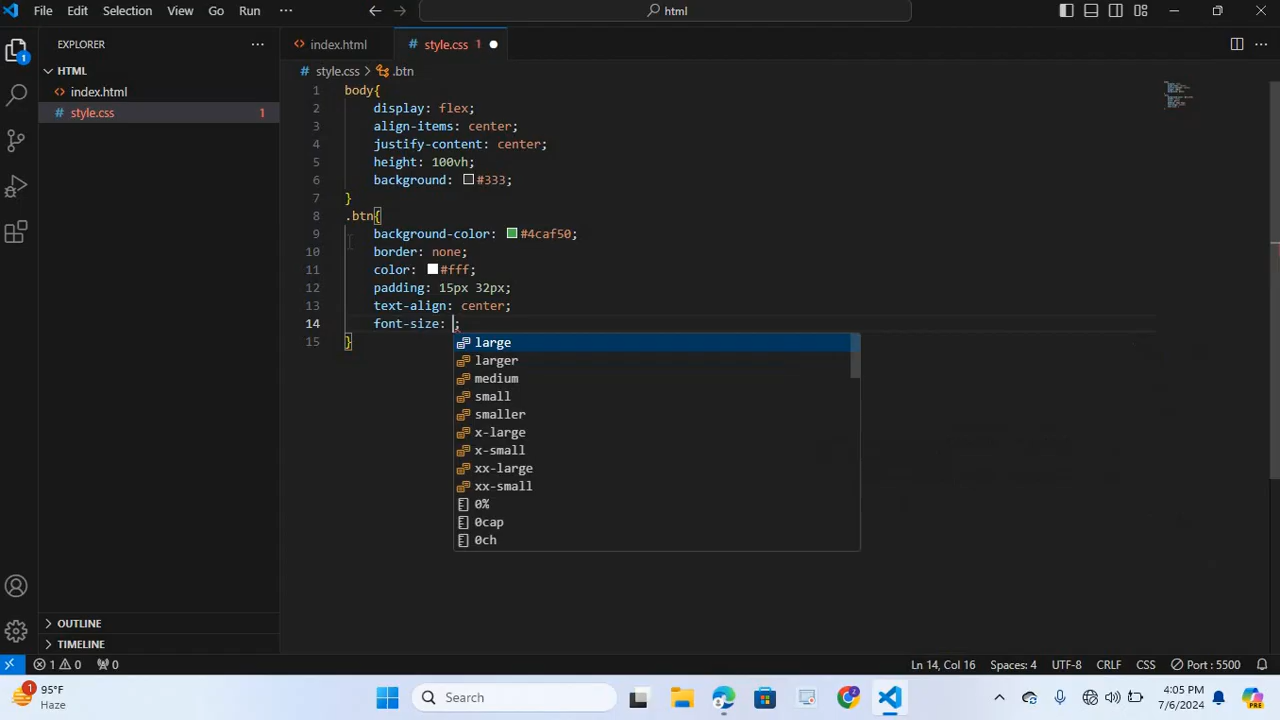 File Edit Selection View Go Run ··· html
EXPLORER ···
index.html
style.css 1
HTML
index.html
style.css 1
style.css > .btn
1 body{
2 display: flex;
3 align-items: center;
4 justify-content: center;
5 height: 100vh;
6 background: #333;
7 }
8 .btn{
9 background-color: #4caf50;
10 border: none;
11 color: #fff;
12 padding: 15px 32px;
13 text-align: center;
14 font-size: ;
15 }
large
larger
medium
small
smaller
x-large
x-small
xx-large
xx-small
0%
0cap
0ch
1
OUTLINE
TIMELINE
1 0 0 Ln 14, Col 16 Spaces: 4 UTF-8 CRLF CSS Port : 5500
1 95°F
Haze
Search
PRE
4:05 PM
7/6/2024